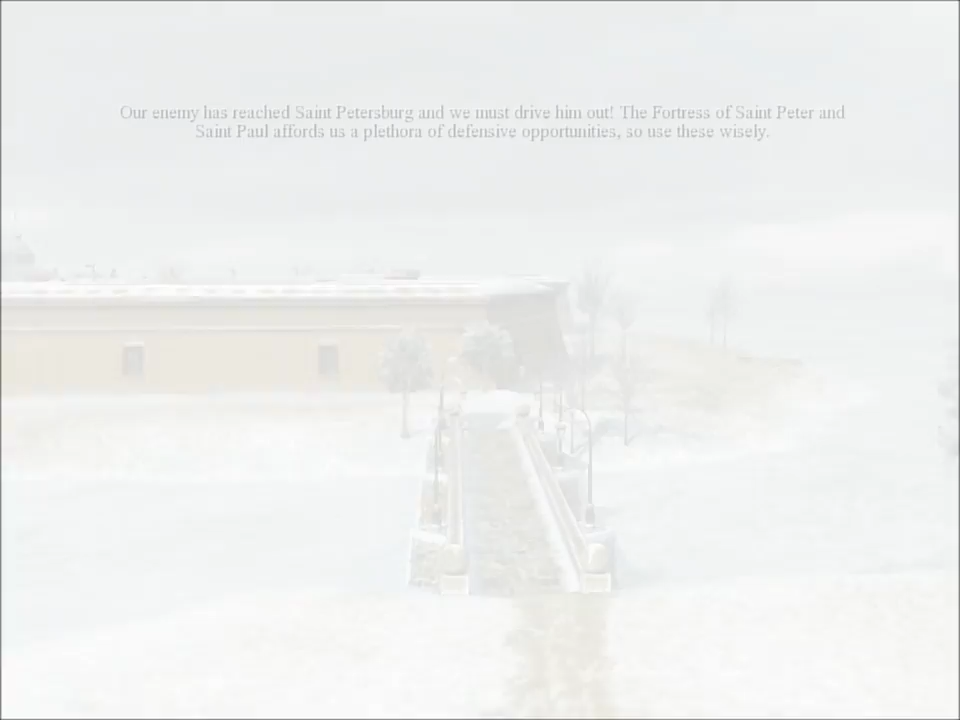 Our enemy has reached Saint Petersburg and we must drive him out! The Fortress of Saint Peter and
Saint Paul affords us a plethora of defensive opportunities, so use these wisely.